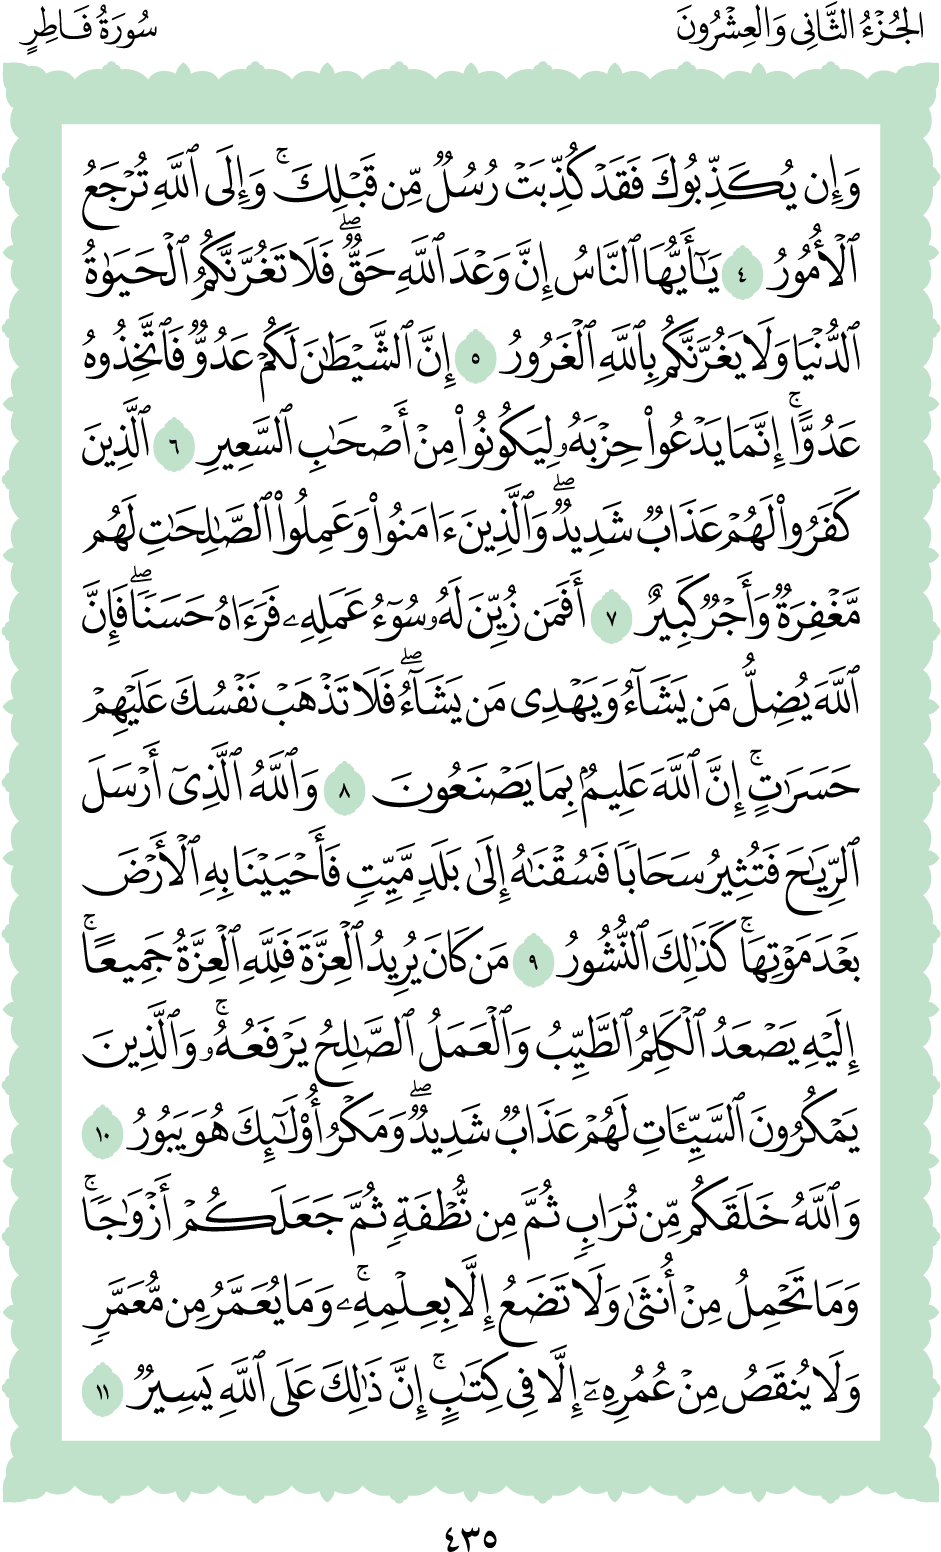 الجُزْءُ الثَّانِي وَالعِشْرُونَ
سُورَةُ فَاطِرٍ
وَإِن يُكَذِّبُوكَ فَقَدْ كُذِّبَتْ رُسُلٌ مِّن قَبْلِكَۚ وَإِلَى ٱللَّهِ تُرْجَعُ
ٱلْأُمُورُ ٤ يَٰٓأَيُّهَا ٱلنَّاسُ إِنَّ وَعْدَ ٱللَّهِ حَقٌّۖ فَلَا تَغُرَّنَّكُمُ ٱلْحَيَوٰةُ
ٱلدُّنْيَا وَلَا يَغُرَّنَّكُم بِٱللَّهِ ٱلْغَرُورُ ٥ إِنَّ ٱلشَّيْطَٰنَ لَكُمْ عَدُوٌّ فَٱتَّخِذُوهُ
عَدُوًّاۚ إِنَّمَا يَدْعُوا۟ حِزْبَهُۥ لِيَكُونُوا۟ مِنْ أَصْحَٰبِ ٱلسَّعِيرِ ٦ ٱلَّذِينَ
كَفَرُوا۟ لَهُمْ عَذَابٌ شَدِيدٌۖ وَٱلَّذِينَ ءَامَنُوا۟ وَعَمِلُوا۟ ٱلصَّٰلِحَٰتِ لَهُم
مَّغْفِرَةٌ وَأَجْرٌ كَبِيرٌ ٧ أَفَمَن زُيِّنَ لَهُۥ سُوٓءُ عَمَلِهِۦ فَرَءَاهُ حَسَنًاۖ فَإِنَّ
ٱللَّهَ يُضِلُّ مَن يَشَآءُ وَيَهْدِى مَن يَشَآءُۖ فَلَا تَذْهَبْ نَفْسُكَ عَلَيْهِمْ
حَسَرَٰتٍۚ إِنَّ ٱللَّهَ عَلِيمٌۢ بِمَا يَصْنَعُونَ ٨ وَٱللَّهُ ٱلَّذِىٓ أَرْسَلَ
ٱلرِّيَٰحَ فَتُثِيرُ سَحَابًا فَسُقْنَٰهُ إِلَىٰ بَلَدٍ مَّيِّتٍ فَأَحْيَيْنَا بِهِ ٱلْأَرْضَ
بَعْدَ مَوْتِهَاۚ كَذَٰلِكَ ٱلنُّشُورُ ٩ مَن كَانَ يُرِيدُ ٱلْعِزَّةَ فَلِلَّهِ ٱلْعِزَّةُ جَمِيعًاۚ
إِلَيْهِ يَصْعَدُ ٱلْكَلِمُ ٱلطَّيِّبُ وَٱلْعَمَلُ ٱلصَّٰلِحُ يَرْفَعُهُۥۚ وَٱلَّذِينَ
يَمْكُرُونَ ٱلسَّيِّـَٔاتِ لَهُمْ عَذَابٌ شَدِيدٌۖ وَمَكْرُ أُو۟لَٰٓئِكَ هُوَ يَبُورُ ١٠
وَٱللَّهُ خَلَقَكُم مِّن تُرَابٍ ثُمَّ مِن نُّطْفَةٍ ثُمَّ جَعَلَكُمْ أَزْوَٰجًاۚ
وَمَا تَحْمِلُ مِنْ أُنثَىٰ وَلَا تَضَعُ إِلَّا بِعِلْمِهِۦۚ وَمَا يُعَمَّرُ مِن مُّعَمَّرٍ
وَلَا يُنقَصُ مِنْ عُمُرِهِۦٓ إِلَّا فِى كِتَٰبٍۚ إِنَّ ذَٰلِكَ عَلَى ٱللَّهِ يَسِيرٌ ١١
٤٣٥